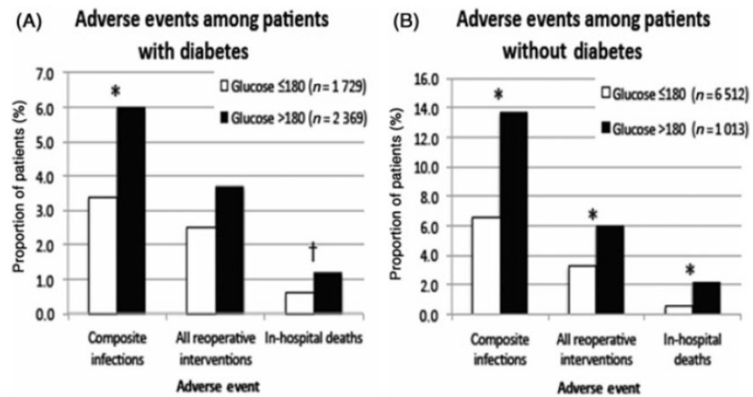 (A) Adverse events among patients
with diabetes
7.0
6.0
5.0
4.0
3.0
2.0
1.0
0.0
Proportion of patients (%)
Glucose ≤180 (n=1 729)
Glucose >180 (n=2 369)
*
†
Composite
infections
All reoperative
interventions
In-hospital deaths
Adverse event
(B) Adverse events among patients
without diabetes
16.0
14.0
12.0
10.0
8.0
6.0
4.0
2.0
0.0
Proportion of patients (%)
Glucose ≤180 (n=6 512)
Glucose >180 (n=1 013)
*
*
*
Composite
infections
All reoperative
interventions
In-hospital
deaths
Adverse event